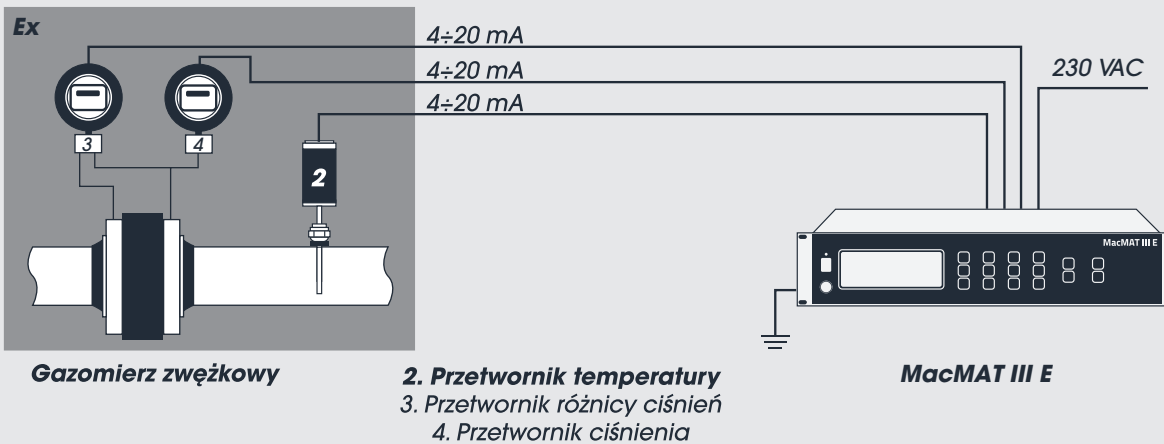 Ex
4÷20 mA
4÷20 mA
4÷20 mA
230 VAC
3
4
2
MacMAT III E
Gazomierz zwężkowy
2. Przetwornik temperatury
3. Przetwornik różnicy ciśnień
4. Przetwornik ciśnienia
MacMAT III E